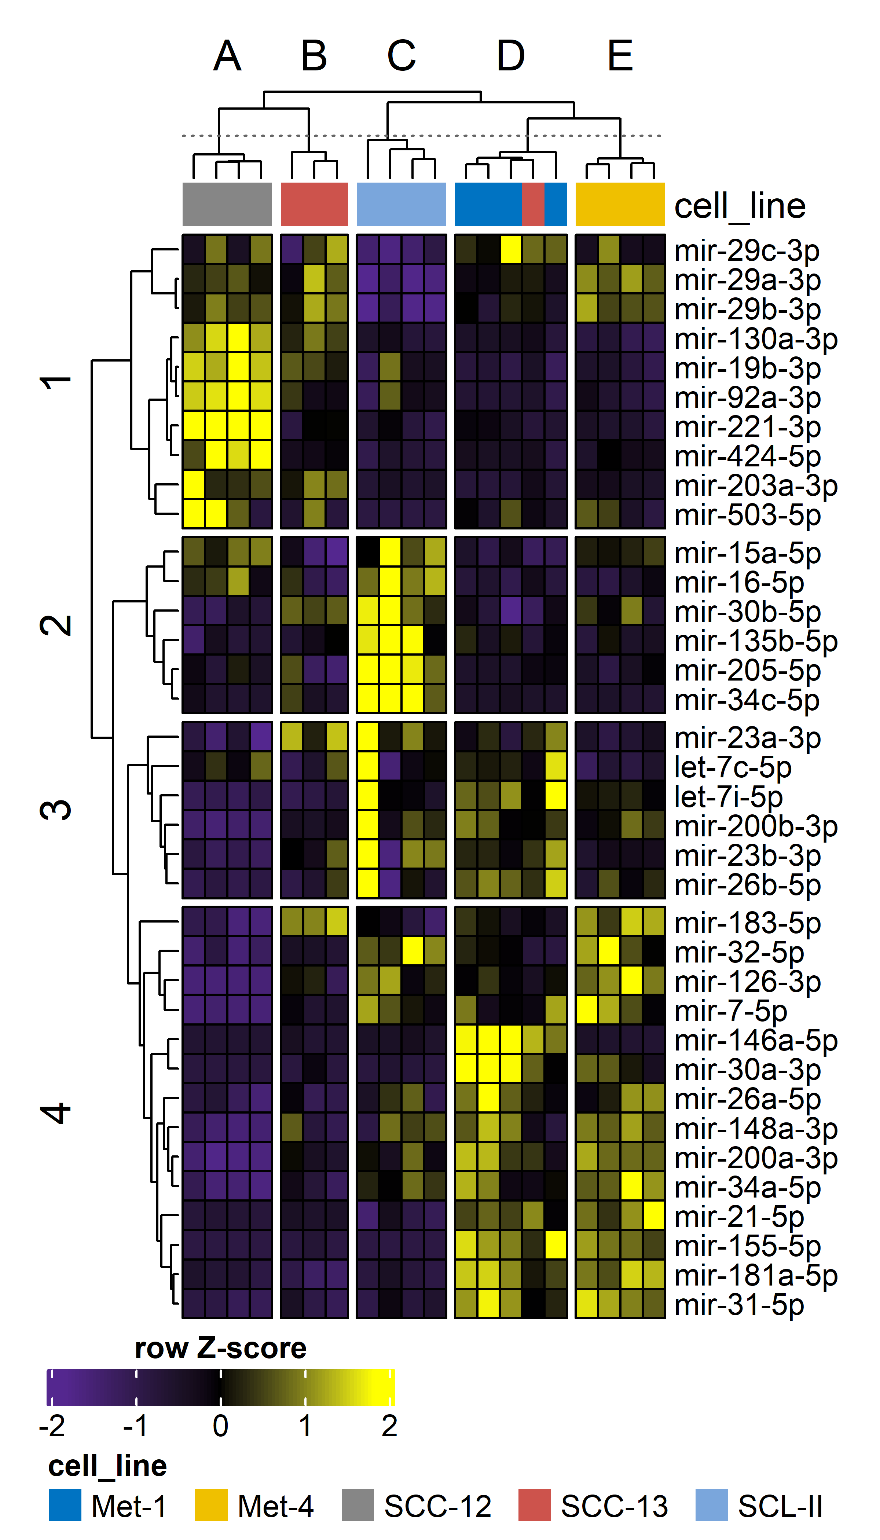 A B C D E
cell_line
mir-29c-3p
mir-29a-3p
mir-29b-3p
mir-130a-3p
1 mir-19b-3p
mir-92a-3p
mir-221-3p
mir-424-5p
mir-203a-3p
mir-503-5p
mir-15a-5p
mir-16-5p
2 mir-30b-5p
mir-135b-5p
mir-205-5p
mir-34c-5p
mir-23a-3p
let-7c-5p
3 let-7i-5p
mir-200b-3p
mir-23b-3p
mir-26b-5p
mir-183-5p
mir-32-5p
mir-126-3p
mir-7-5p
mir-146a-5p
mir-30a-3p
4 mir-26a-5p
mir-148a-3p
mir-200a-3p
mir-34a-5p
mir-21-5p
mir-155-5p
mir-181a-5p
mir-31-5p
row Z-score
-2 -1 0 1 2
cell_line
Met-1 Met-4 SCC-12 SCC-13 SCL-II